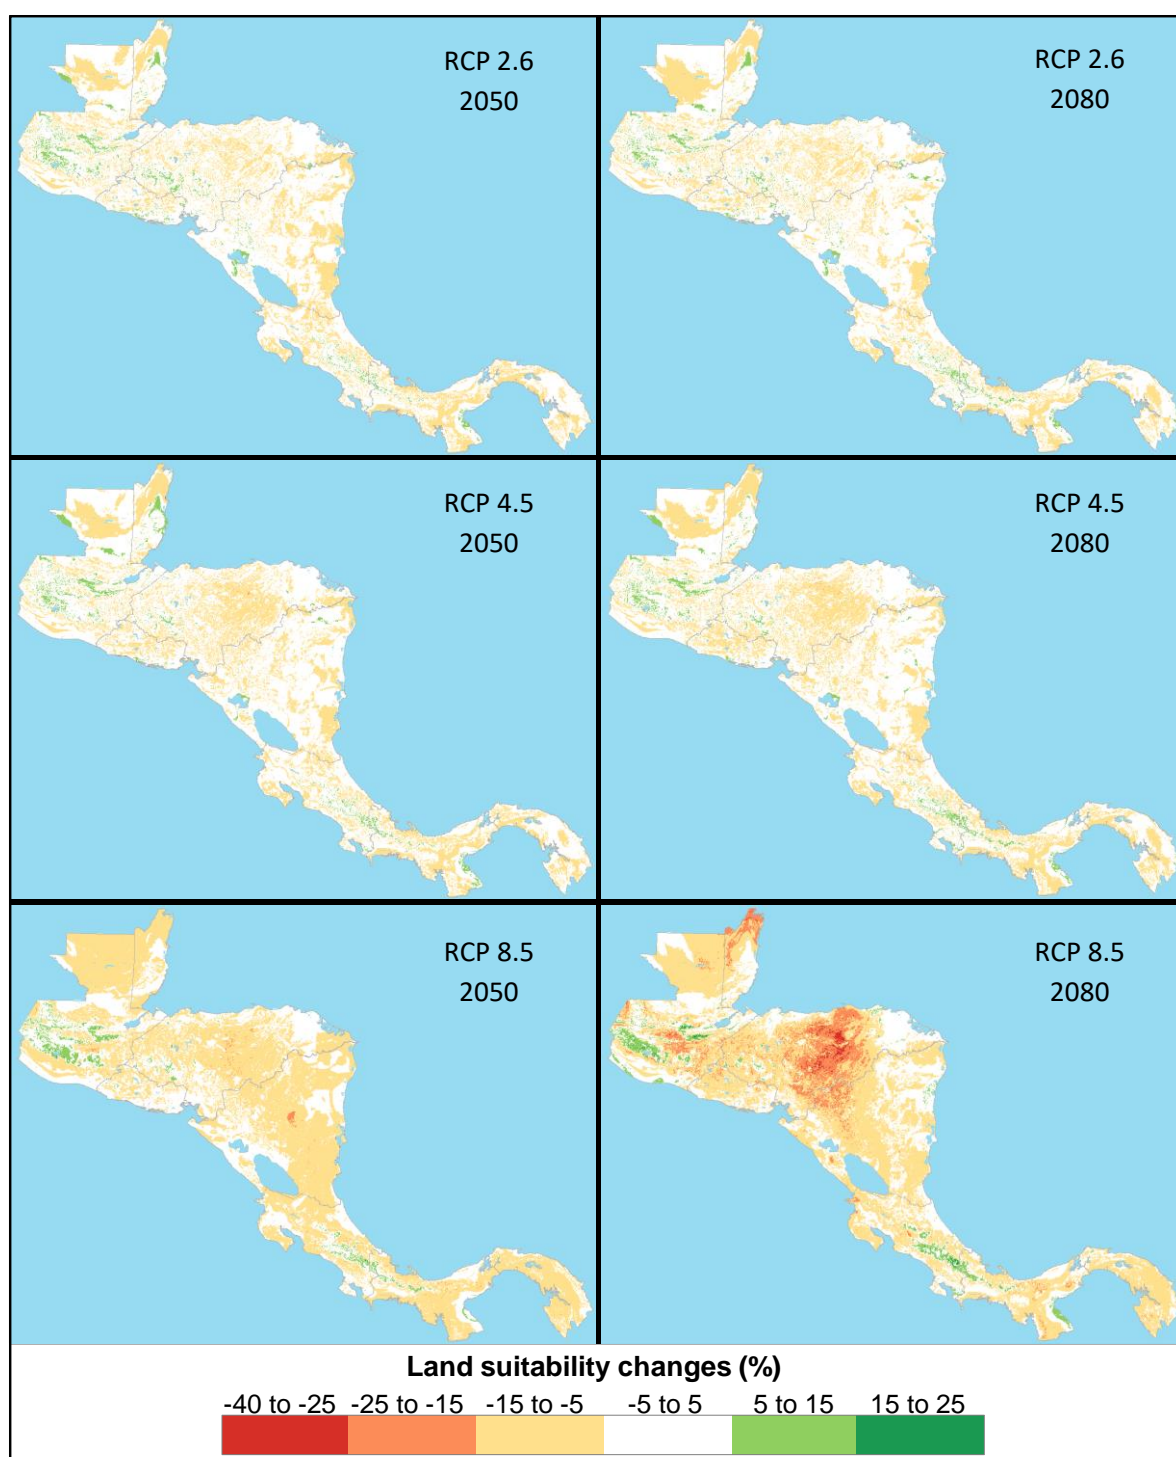 RCP 2.6
2050
RCP 2.6
2080
RCP 4.5
2050
RCP 4.5
2080
RCP 8.5
2050
RCP 8.5
2080
Land suitability changes (%)
-40 to -25 -25 to -15 -15 to -5 -5 to 5 5 to 15 15 to 25